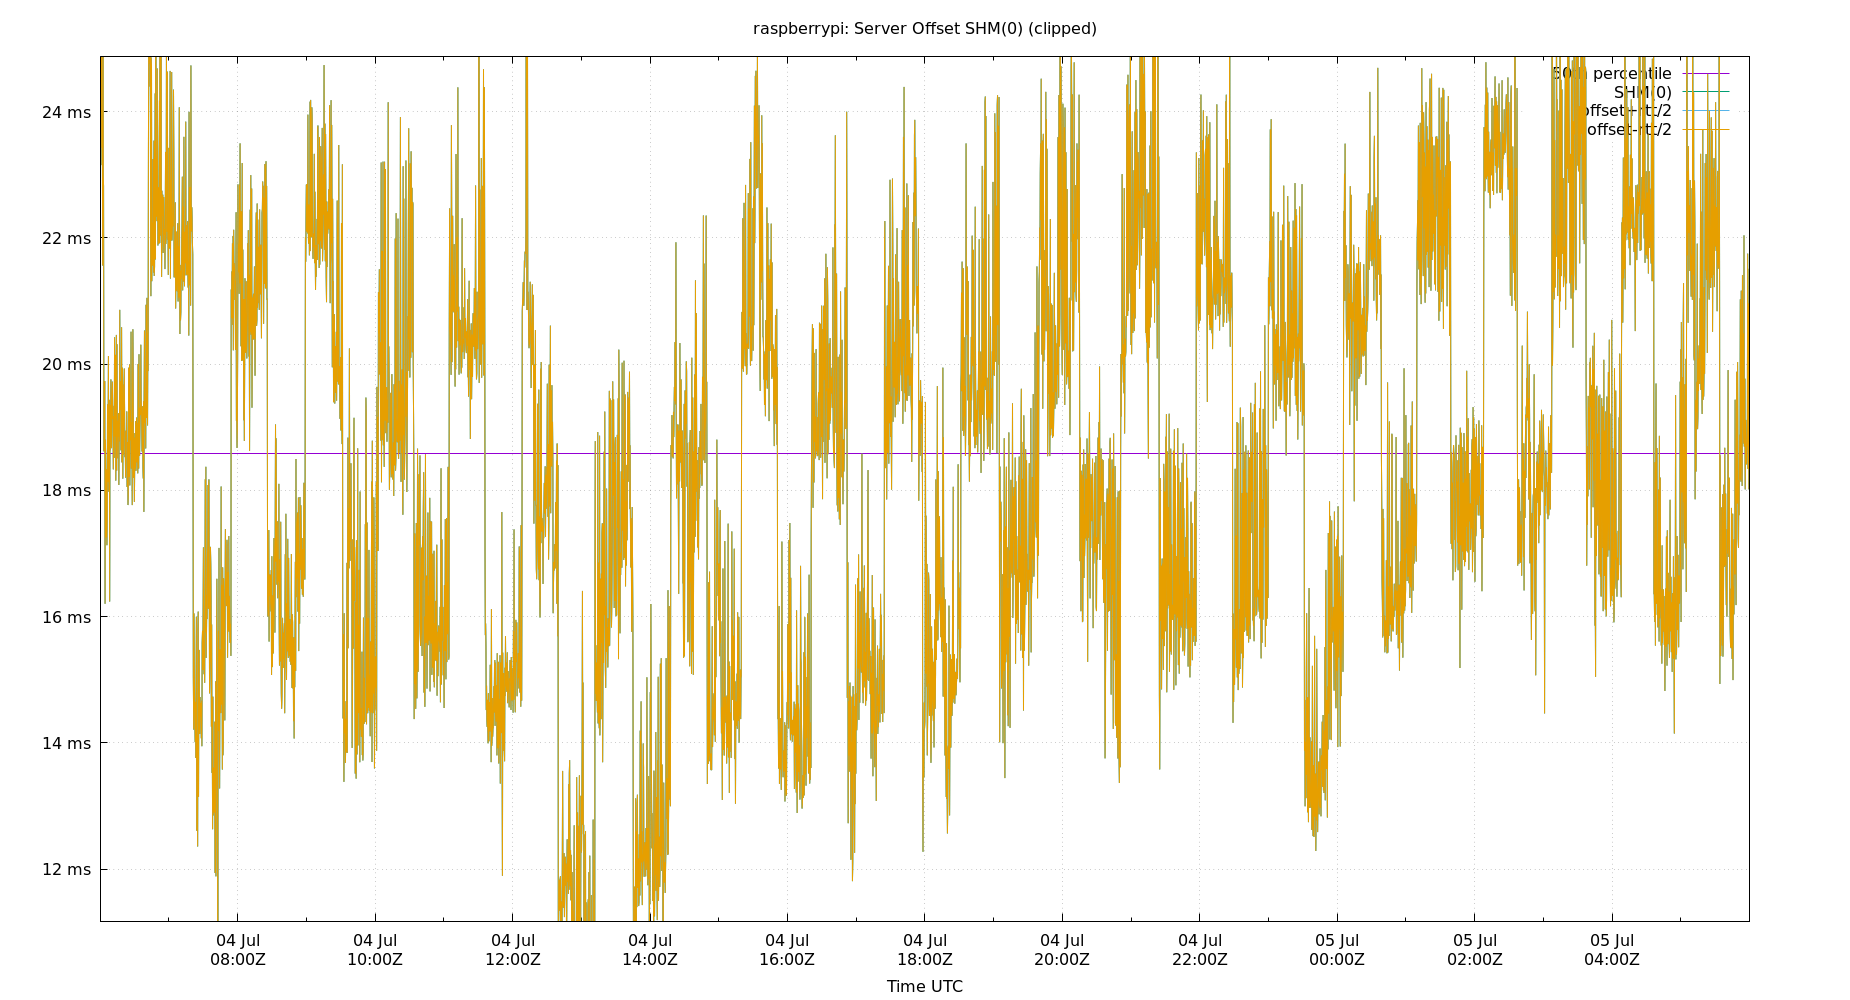 raspberrypi: Server Offset SHM(0) (clipped)
percentile
SHM(0)
offset+rtt/2
offset-rtt/2
24 ms
22 ms
20 ms
18 ms
16 ms
14 ms
12 ms
04 Jul 04 Jul 04 Jul 04 Jul 04 Jul 04 Jul 04 Jul 04 Jul 05 Jul 05 Jul 05 Jul
08:00Z 10:00Z 12:00Z 14:00Z 16:00Z 18:00Z 20:00Z 22:00Z 00:00Z 02:00Z 04:00Z
Time UTC